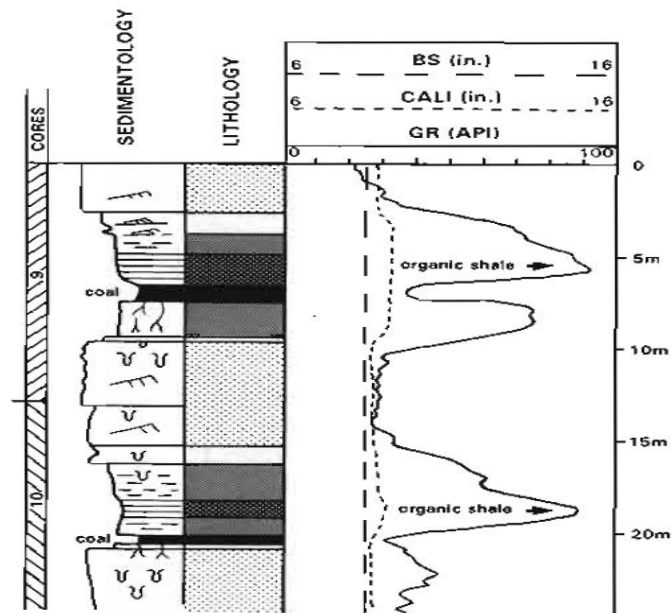 CORES
SEDIMENTOLOGY
LITHOLOGY
6 BS (in.) 16
6 CALI (in.) 16
GR (API)
0 100
0
5m
10m
15m
20m
9
10
organic shale
coal
organic shale
coal